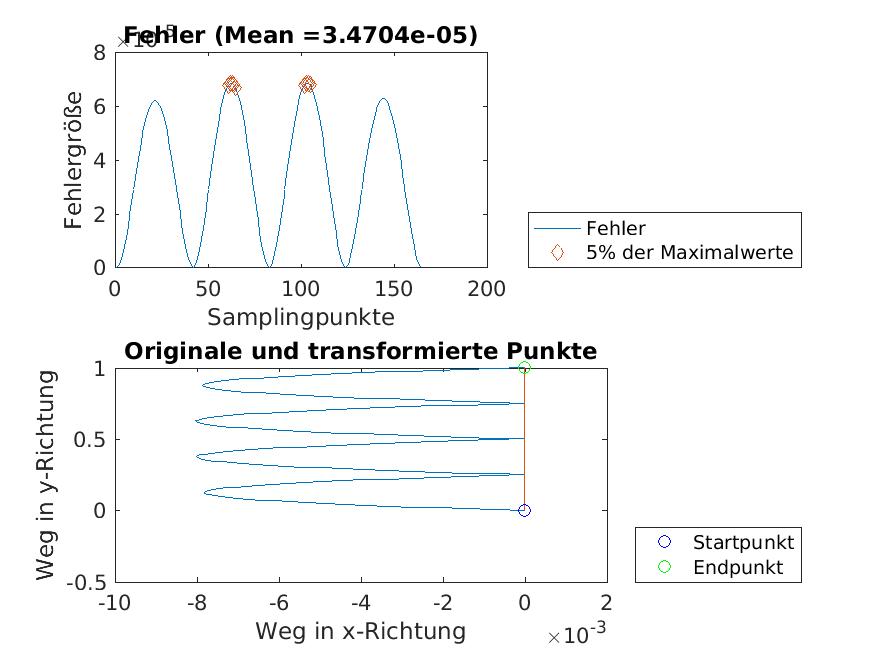 Fehler (Mean =3.4704e-05)
8
6
4
2
0
Fehlergröße
0
50
100
150
200
Samplingpunkte
Fehler
5% der Maximalwerte
Originale und transformierte Punkte
1
0.5
0
-0.5
Weg in y-Richtung
-10
-8
-6
-4
-2
0
2
Weg in x-Richtung
×10⁻³
Startpunkt
Endpunkt